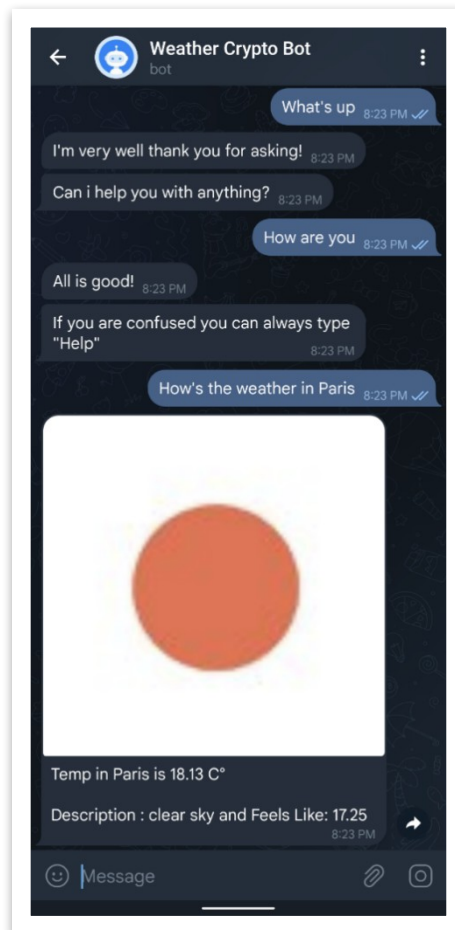 Weather Crypto Bot
bot
What's up 8:23 PM
I'm very well thank you for asking! 8:23 PM
Can i help you with anything? 8:23 PM
How are you 8:23 PM
All is good! 8:23 PM
If you are confused you can always type
"Help"
8:23 PM
How's the weather in Paris 8:23 PM
Temp in Paris is 18.13 C°
Description : clear sky and Feels Like: 17.25
8:23 PM
Message